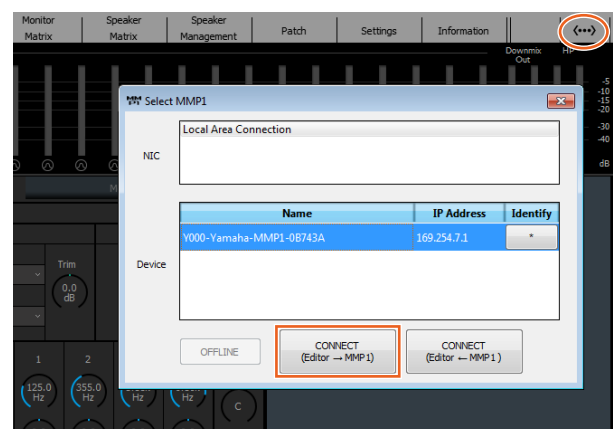 Monitor Matrix
Speaker Matrix
Speaker Management
Patch
Settings
Information
Downmix Out
HP
-5
-10
-15
-20
-30
-40
dB
Select MMP1
Local Area Connection
NIC
Name
IP Address
Identify
Y000-Yamaha-MMP1-0B743A
169.254.7.1
*
Device
Trim
0.0
dB
OFFLINE
CONNECT
(Editor → MMP1)
CONNECT
(Editor ← MMP1 )
1
2
125.0
Hz
355.0
Hz
Hz
Hz
C